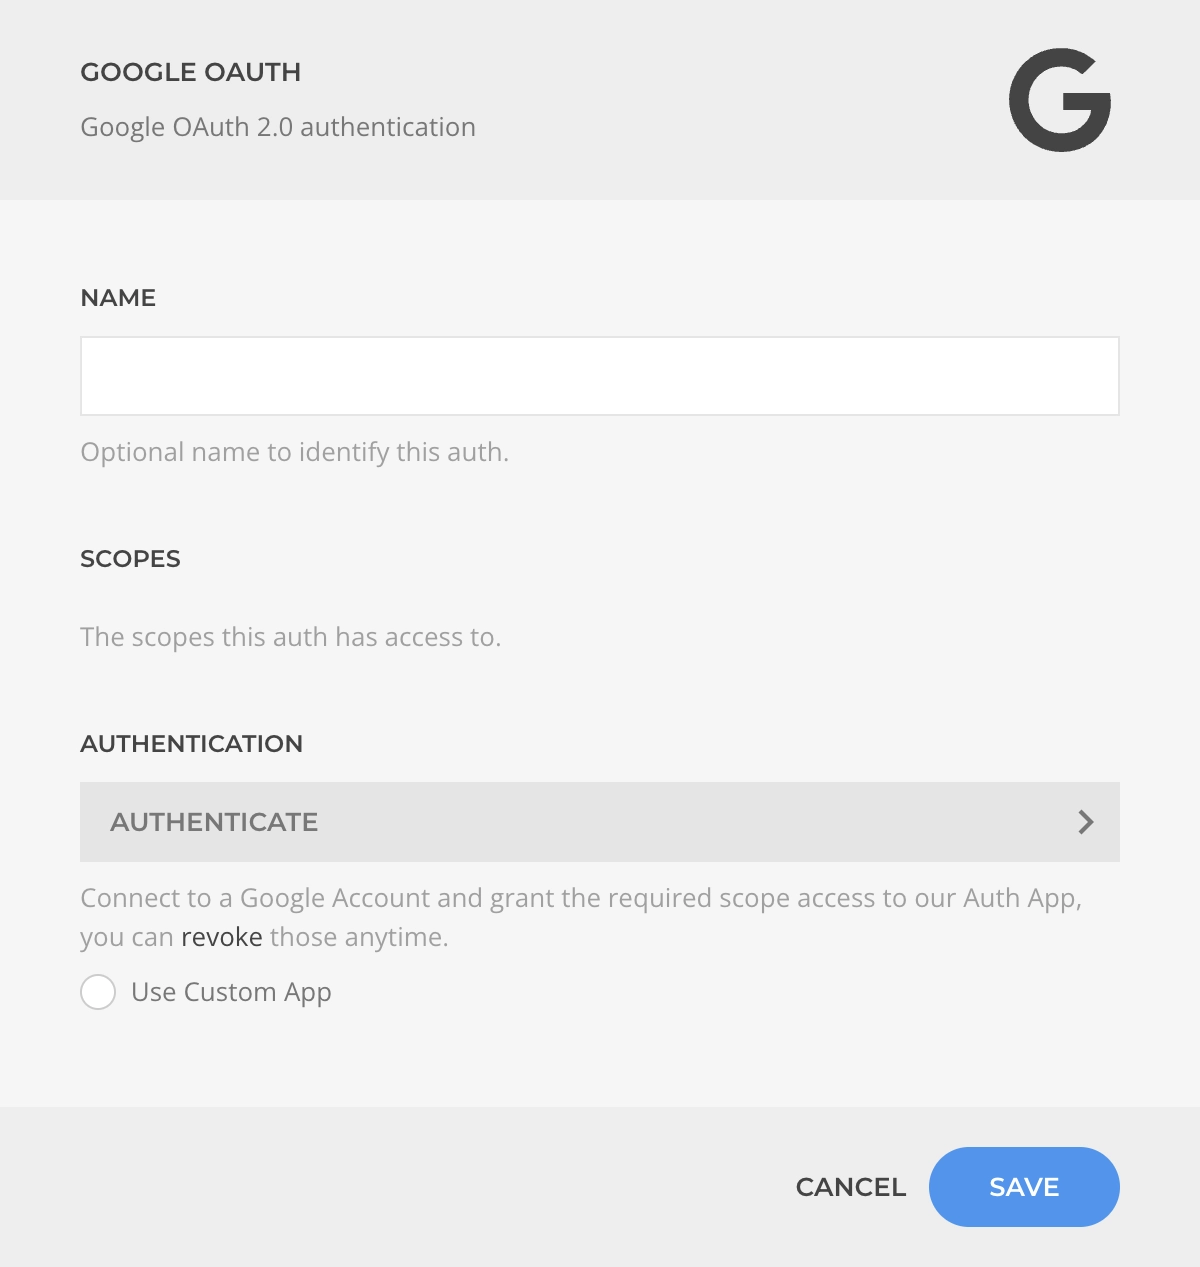 GOOGLE OAUTH
Google OAuth 2.0 authentication
NAME
Optional name to identify this auth.
SCOPES
The scopes this auth has access to.
AUTHENTICATION
AUTHENTICATE
Connect to a Google Account and grant the required scope access to our Auth App,
you can revoke those anytime.
Use Custom App
CANCEL SAVE